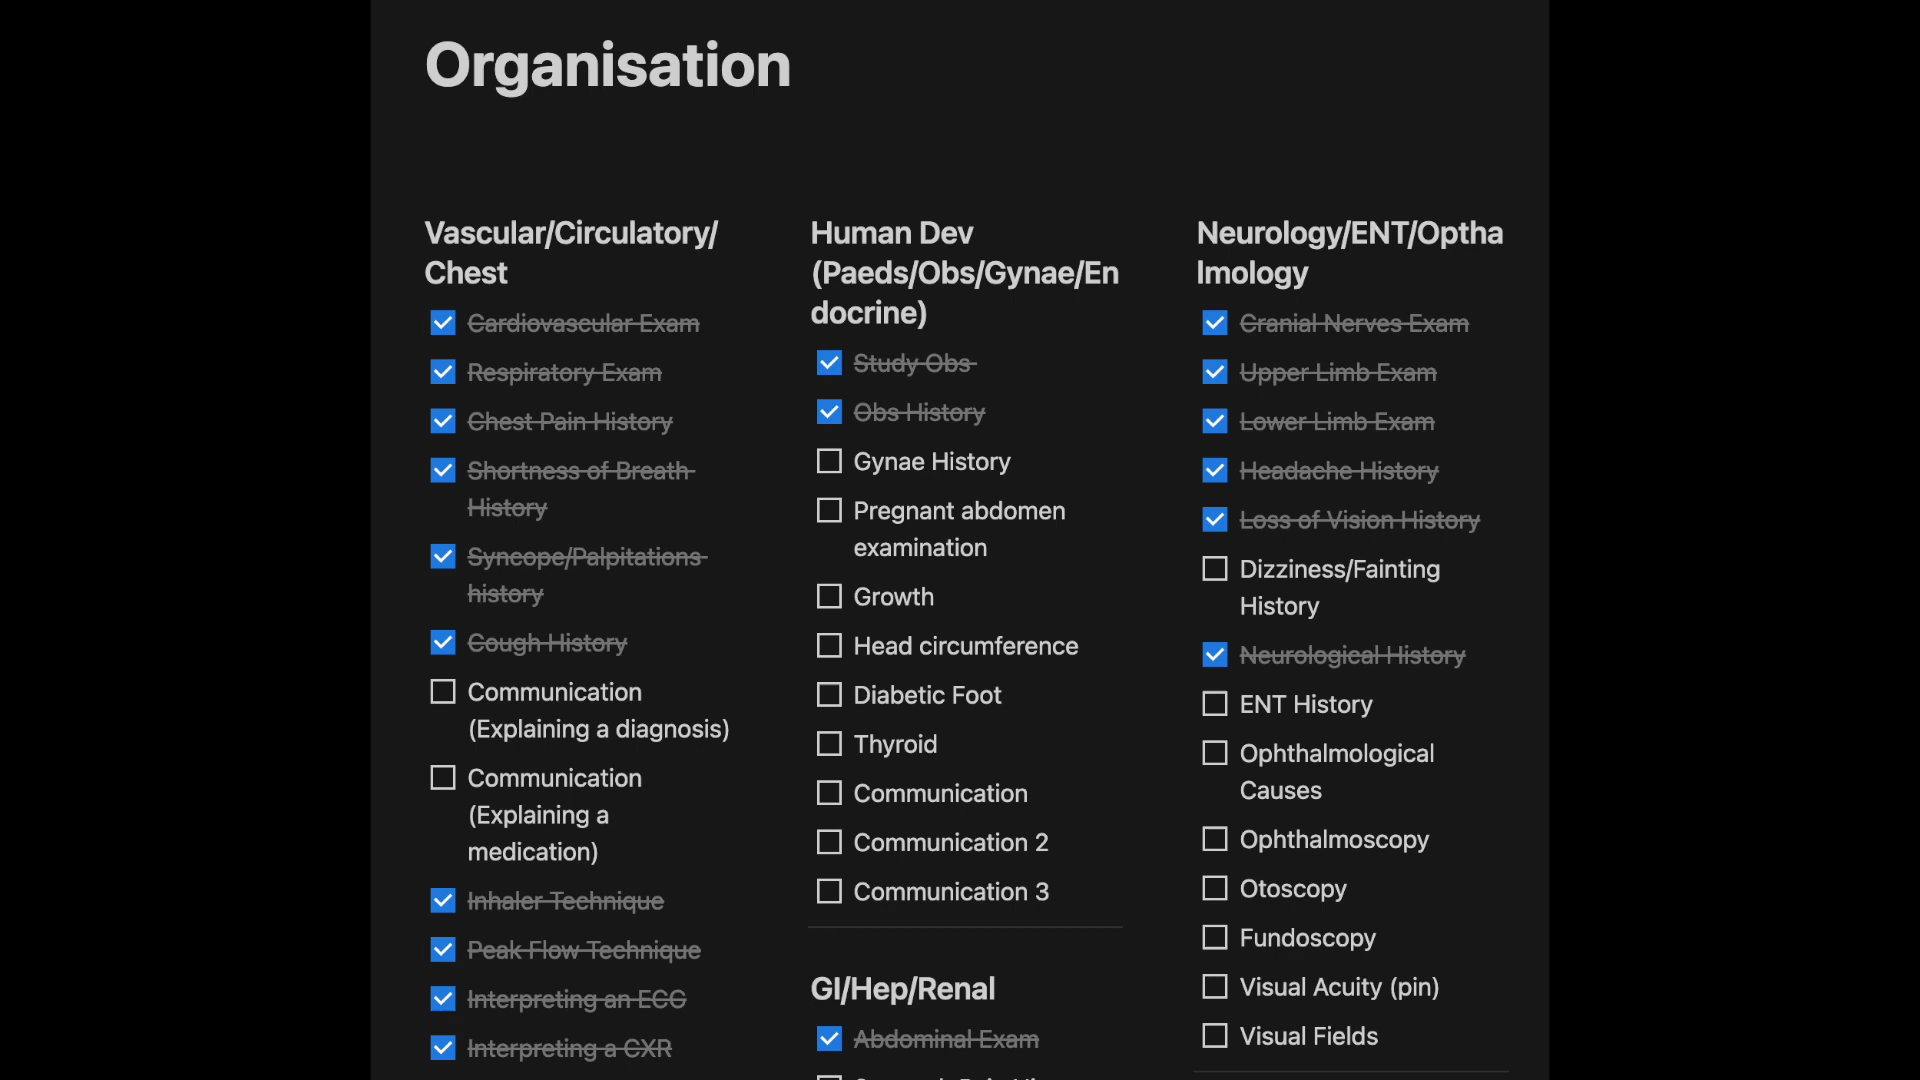 Organisation
Vascular/Circulatory/
Chest
Cardiovascular Exam
Respiratory Exam
Chest Pain History
Shortness of Breath
History
Syncope/Palpitations
history
Cough History
Communication
(Explaining a diagnosis)
Communication
(Explaining a
medication)
Inhaler Technique
Peak Flow Technique
Interpreting an ECG
Interpreting a CXR
Human Dev
(Paeds/Obs/Gynae/En
docrine)
Study Obs
Obs History
Gynae History
Pregnant abdomen
examination
Growth
Head circumference
Diabetic Foot
Thyroid
Communication
Communication 2
Communication 3
GI/Hep/Renal
Abdominal Exam
Neurology/ENT/Optha
lmology
Cranial Nerves Exam
Upper Limb Exam
Lower Limb Exam
Headache History
Loss of Vision History
Dizziness/Fainting
History
Neurological History
ENT History
Ophthalmological
Causes
Ophthalmoscopy
Otoscopy
Fundoscopy
Visual Acuity (pin)
Visual Fields